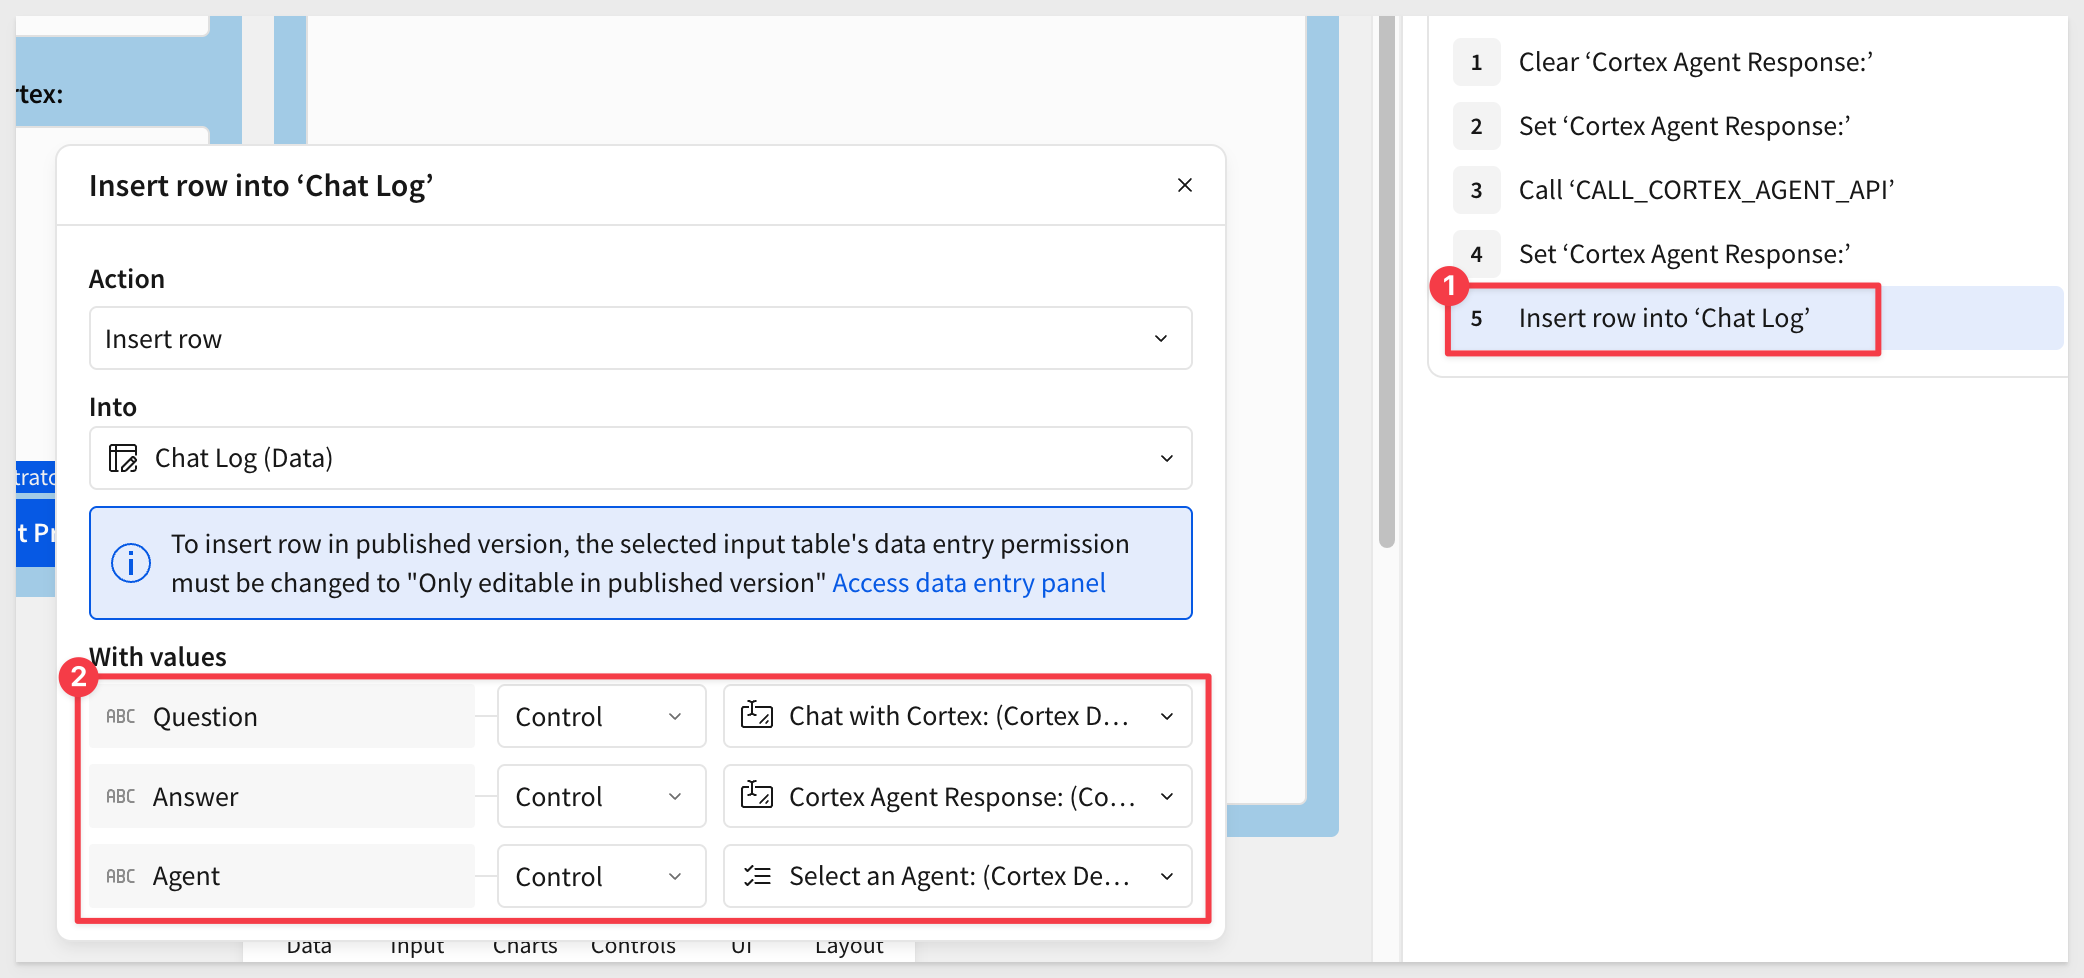 rtex:
Insert row into ‘Chat Log’
Action
Insert row
Into
Chat Log (Data)
To insert row in published version, the selected input table's data entry permission
must be changed to "Only editable in published version" Access data entry panel
With values
2
ABC Question Control Chat with Cortex: (Cortex D…
ABC Answer Control Cortex Agent Response: (Co…
ABC Agent Control Select an Agent: (Cortex De…
trato
t Pr
Data Input Charts Controls UI Layout
1 Clear ‘Cortex Agent Response:’
2 Set ‘Cortex Agent Response:’
3 Call ‘CALL_CORTEX_AGENT_API’
4 Set ‘Cortex Agent Response:’
1
5 Insert row into ‘Chat Log’